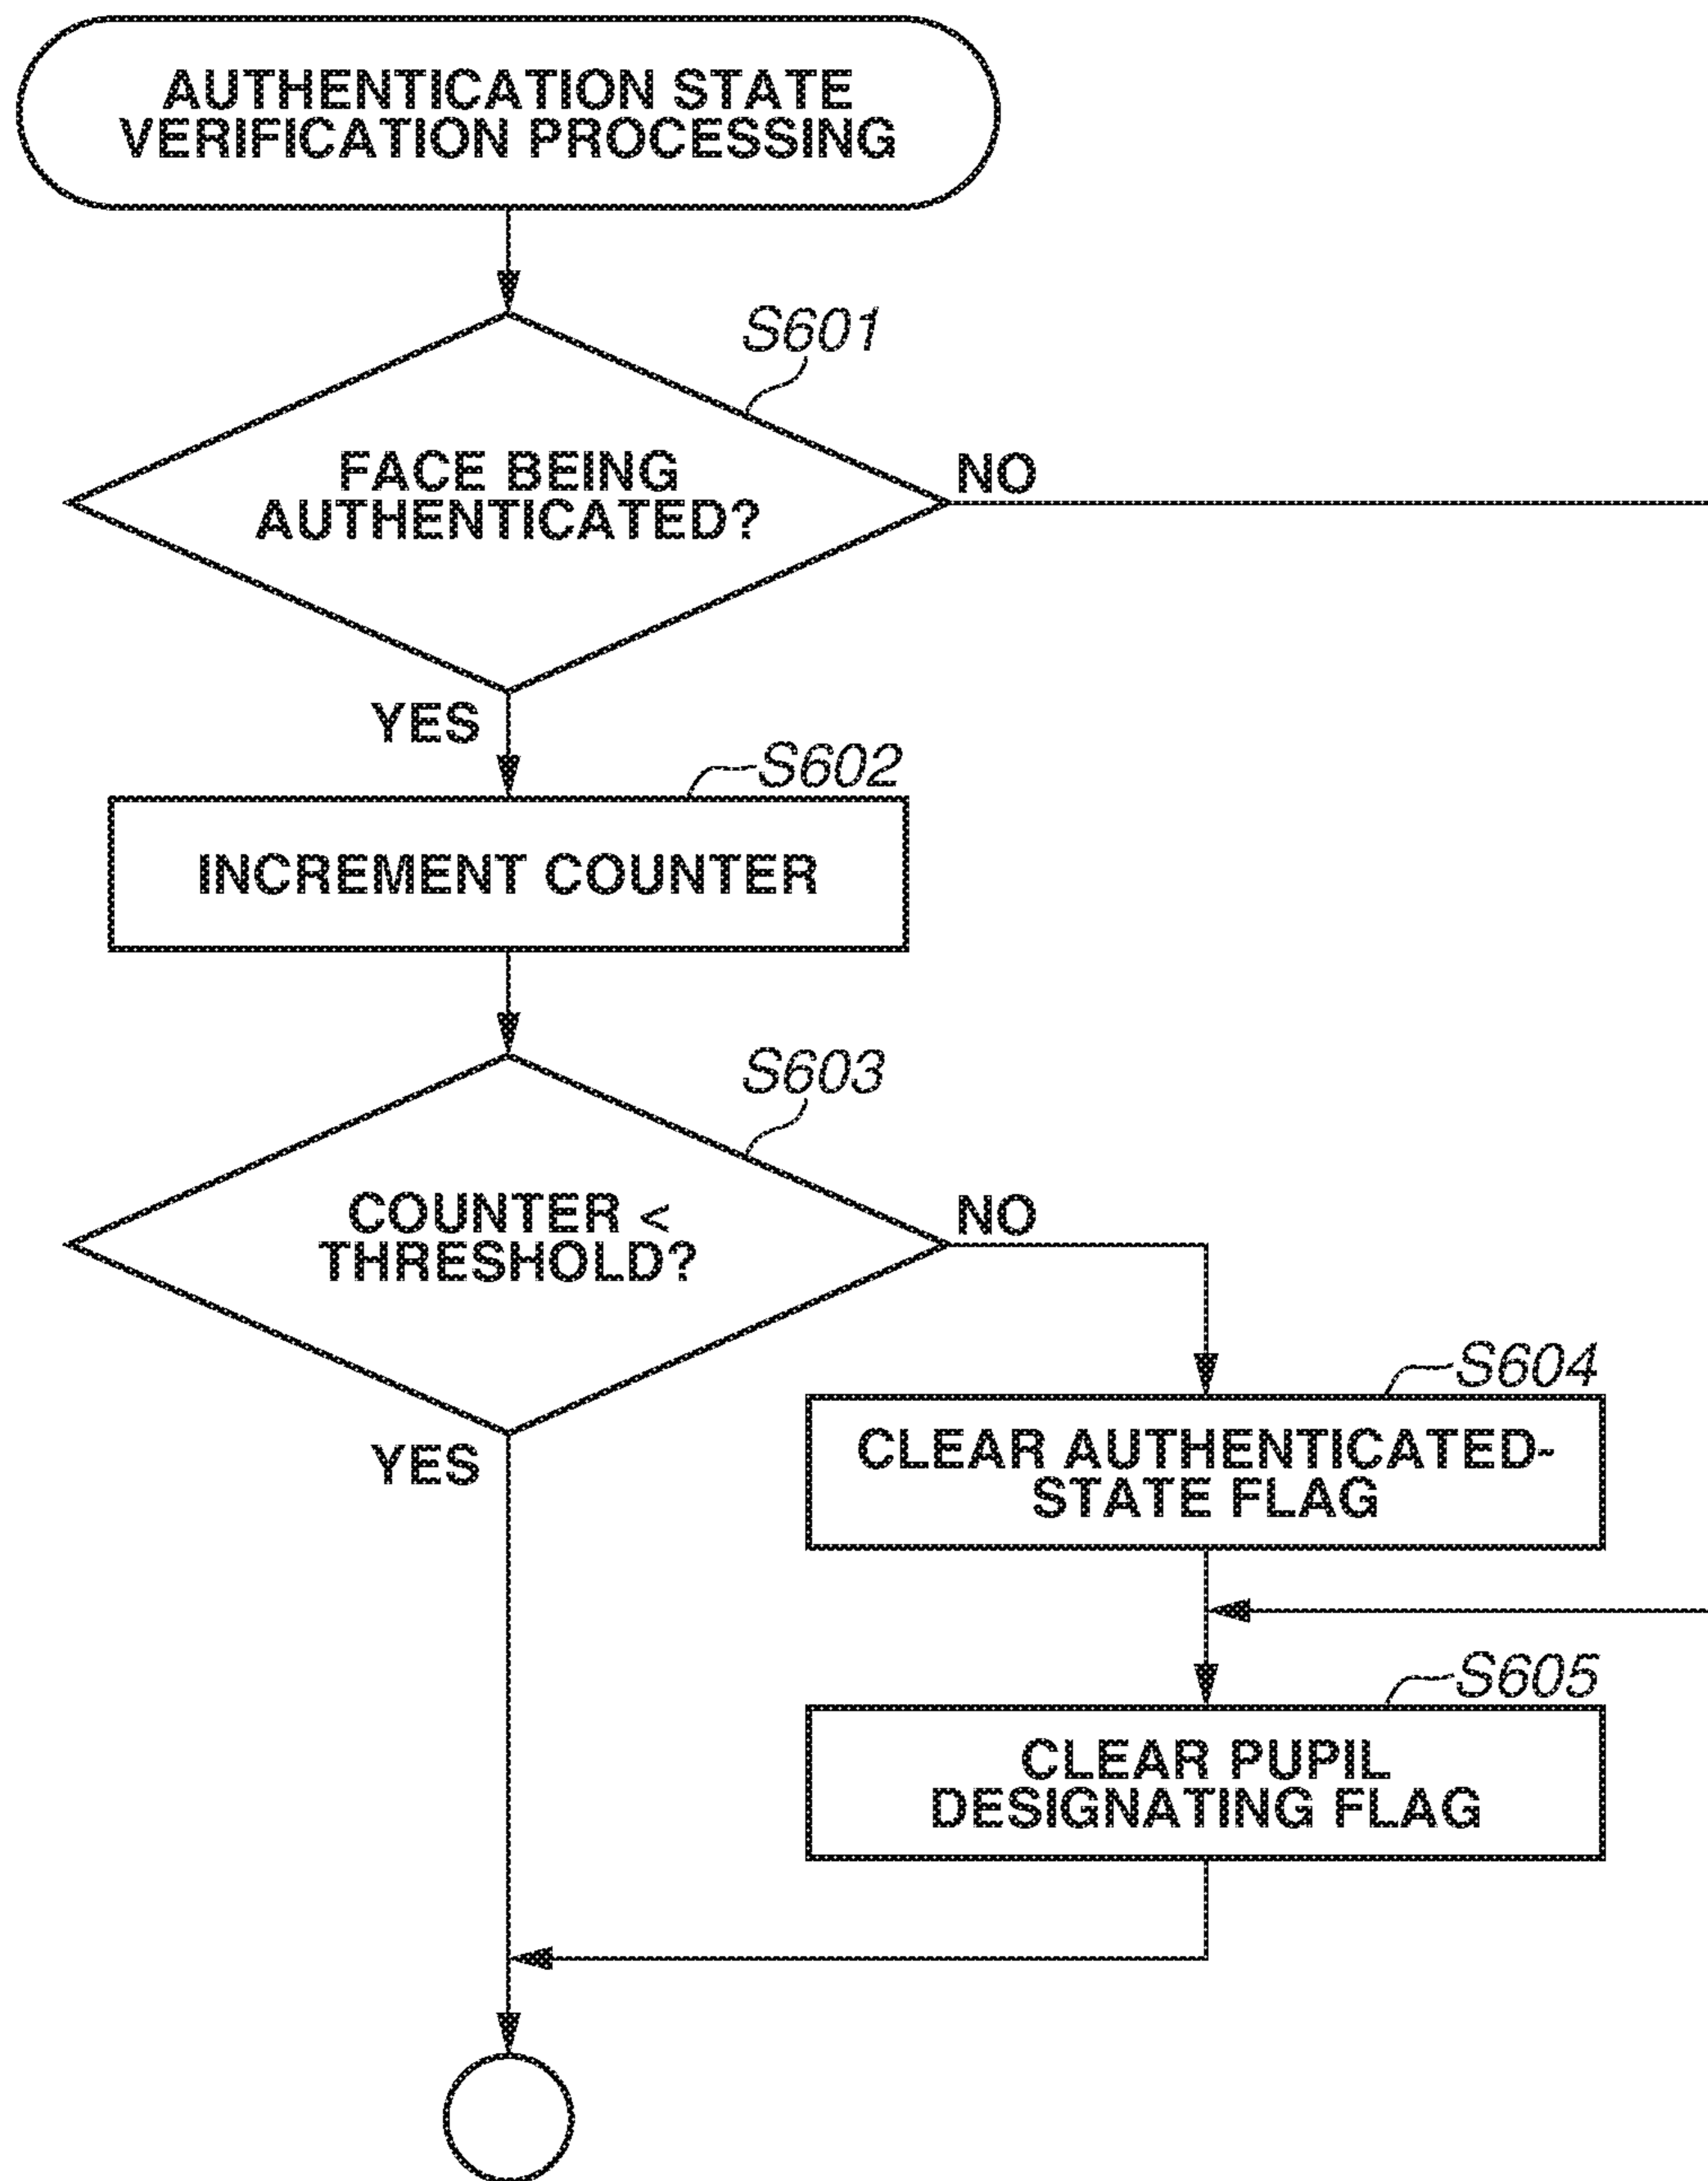 AUTHENTICATION STATE
VERIFICATION PROCESSING
S601
FACE BEING
AUTHENTICATED?
NO
YES
S602
INCREMENT COUNTER
S603
COUNTER <
THRESHOLD?
NO
YES
S604
CLEAR AUTHENTICATED-
STATE FLAG
S605
CLEAR PUPIL
DESIGNATING FLAG